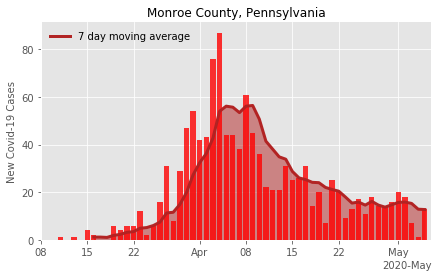 Monroe County, Pennsylvania
7 day moving average
New Covid-19 Cases
80
60
40
20
0
08 15 22 Apr 08 15 22 May
2020-May